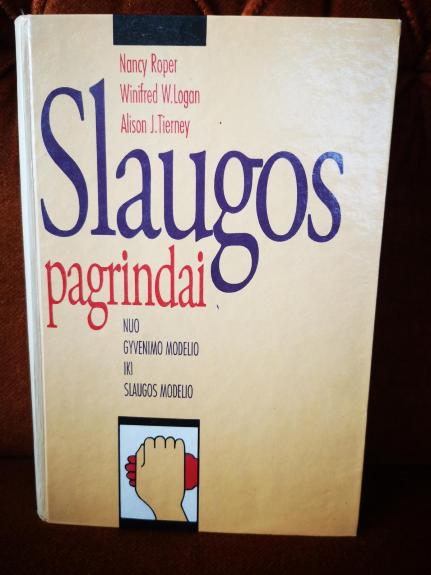 Nancy Roper
Winifred W. Logan
Alison J. Tierney
Slaugos
pagrindai
NUO
GYVENIMO MODELIO
IKI
SLAUGOS MODELIO